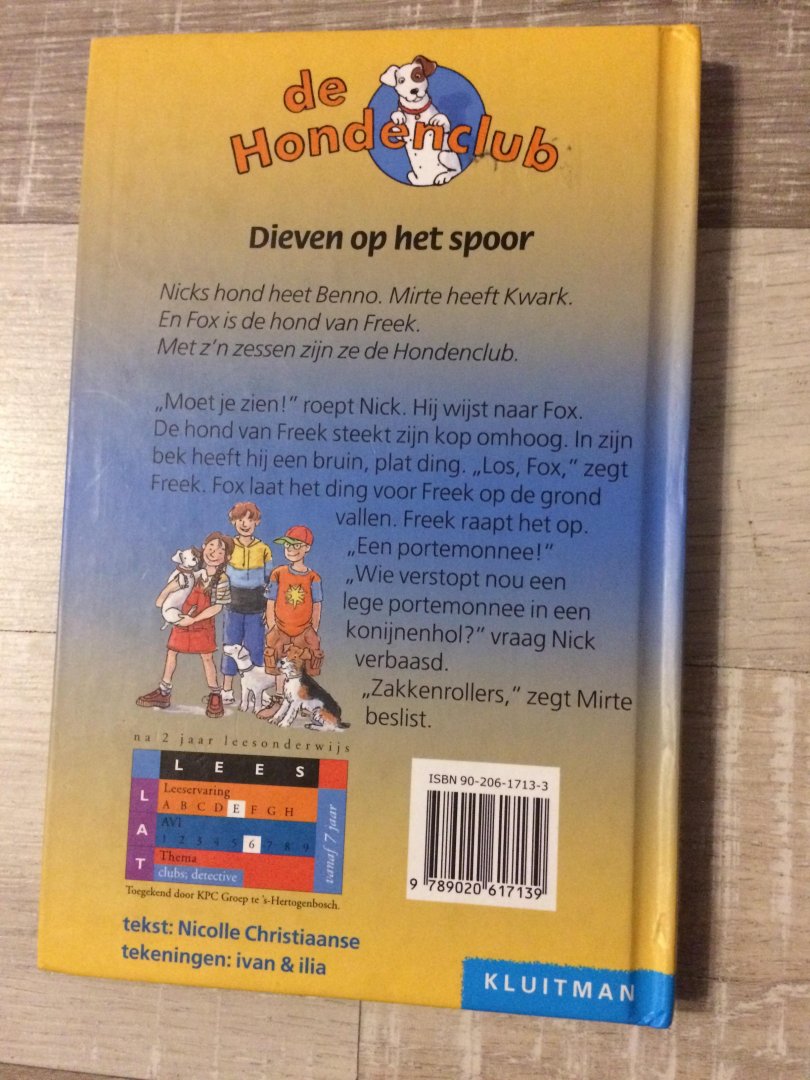 de
Hondenclub
Dieven op het spoor
Nicks hond heet Benno. Mirte heeft Kwark.
En Fox is de hond van Freek.
Met z'n zessen zijn ze de Hondenclub.
„Moet je zien!” roept Nick. Hij wijst naar Fox.
De hond van Freek steekt zijn kop omhoog. In zijn
bek heeft hij een bruin, plat ding. „Los, Fox,” zegt
Freek. Fox laat het ding voor Freek op de grond
vallen. Freek raapt het op.
„Een portemonnee!”
„Wie verstopt nou een
lege portemonnee in een
konijnenhol?” vraag Nick
verbaasd.
„Zakkenrollers,” zegt Mirte
beslist.
na 2 jaar leesonderwijs
LEES
LAT
Leeservaring
A B C D E F G H
AVI
1 2 3 4 5 6 7 8 9
Thema
clubs; detective
vanaf 7 jaar
Toegekend door KPC Groep te 's-Hertogenbosch.
ISBN 90-206-1713-3
9 789020 617139
tekst: Nicolle Christiaanse
tekeningen: ivan & ilia
KLUITMAN